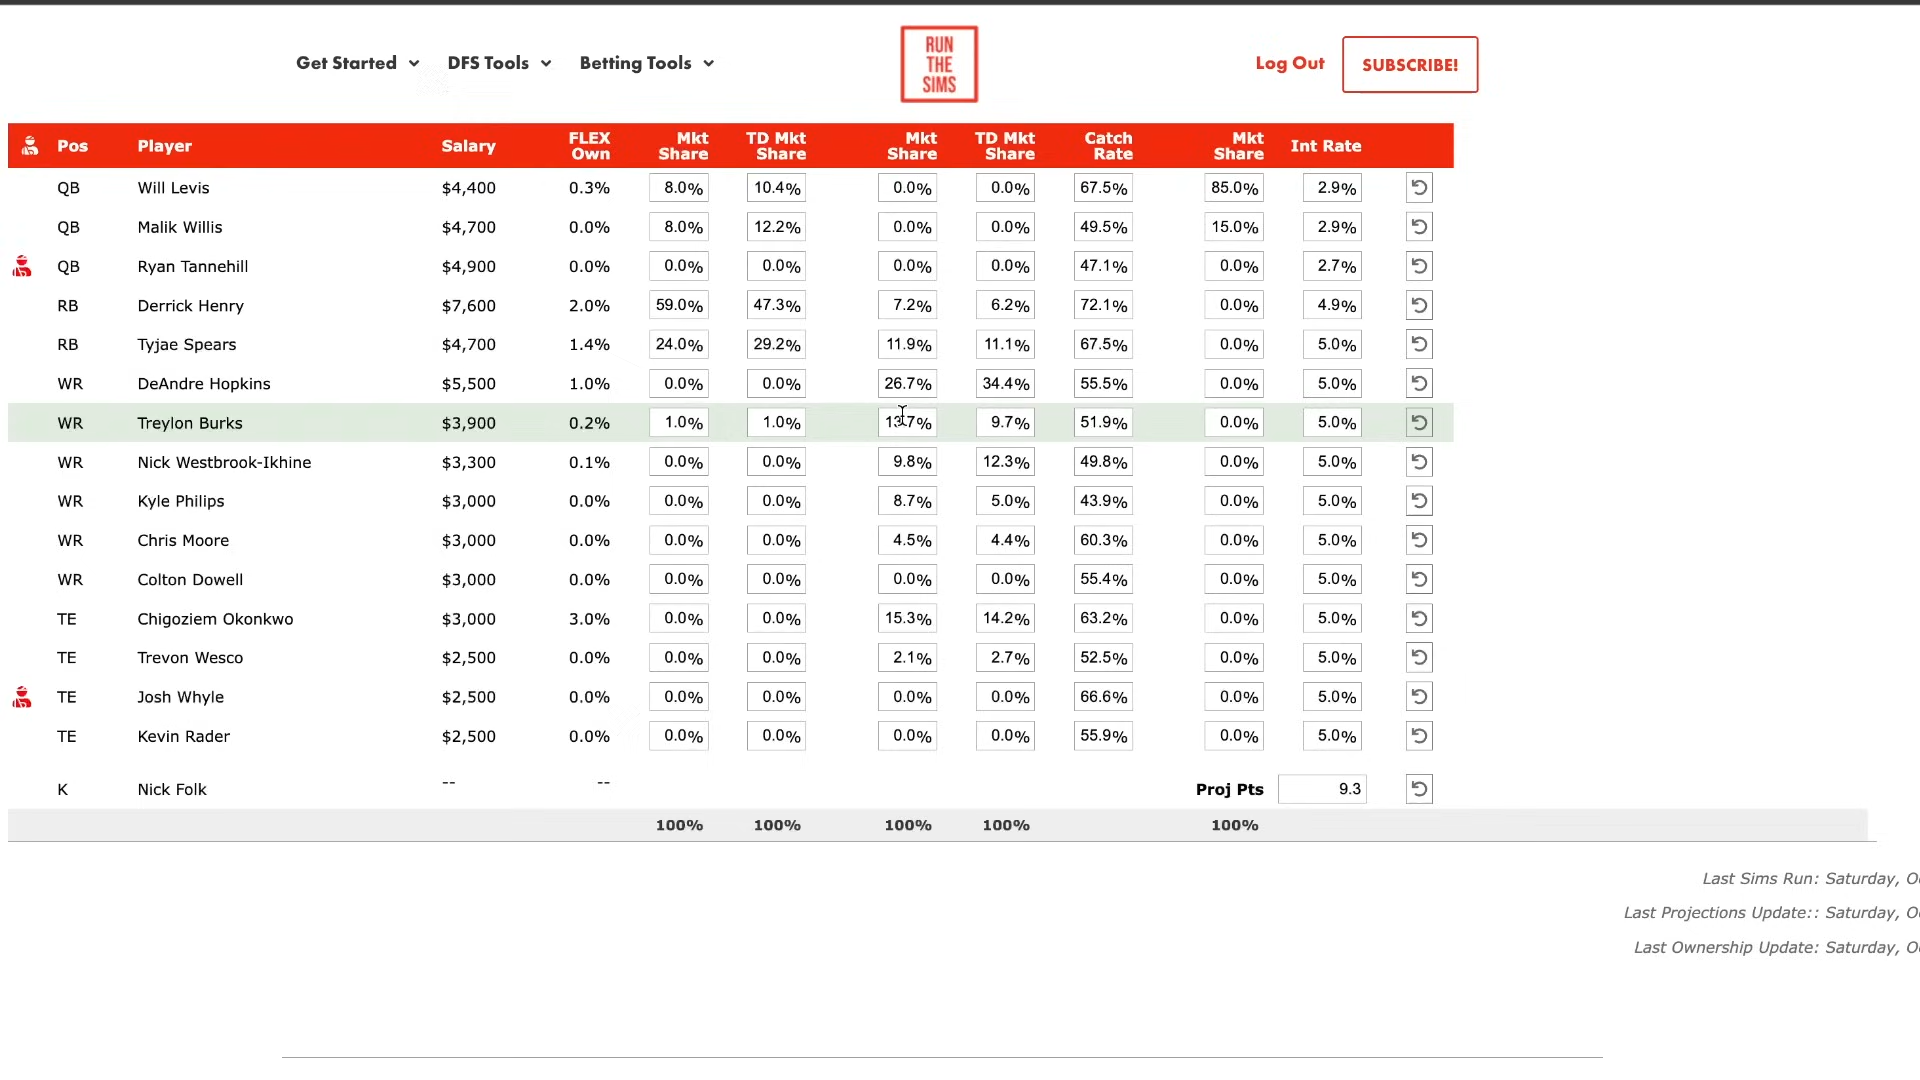 Get Started DFS Tools Betting Tools RUN THE SIMS Log Out SUBSCRIBE!
Pos Player Salary FLEX Own Mkt Share TD Mkt Share Mkt Share TD Mkt Share Catch Rate Mkt Share Int Rate
QB Will Levis $4,400 0.3% 8.0% 10.4% 0.0% 0.0% 67.5% 85.0% 2.9%
QB Malik Willis $4,700 0.0% 8.0% 12.2% 0.0% 0.0% 49.5% 15.0% 2.9%
QB Ryan Tannehill $4,900 0.0% 0.0% 0.0% 0.0% 0.0% 47.1% 0.0% 2.7%
RB Derrick Henry $7,600 2.0% 59.0% 47.3% 7.2% 6.2% 72.1% 0.0% 4.9%
RB Tyjae Spears $4,700 1.4% 24.0% 29.2% 11.9% 11.1% 67.5% 0.0% 5.0%
WR DeAndre Hopkins $5,500 1.0% 0.0% 0.0% 26.7% 34.4% 55.5% 0.0% 5.0%
WR Treylon Burks $3,900 0.2% 1.0% 1.0% 13.7% 9.7% 51.9% 0.0% 5.0%
WR Nick Westbrook-Ikhine $3,300 0.1% 0.0% 0.0% 9.8% 12.3% 49.8% 0.0% 5.0%
WR Kyle Philips $3,000 0.0% 0.0% 0.0% 8.7% 5.0% 43.9% 0.0% 5.0%
WR Chris Moore $3,000 0.0% 0.0% 0.0% 4.5% 4.4% 60.3% 0.0% 5.0%
WR Colton Dowell $3,000 0.0% 0.0% 0.0% 0.0% 0.0% 55.4% 0.0% 5.0%
TE Chigoziem Okonkwo $3,000 3.0% 0.0% 0.0% 15.3% 14.2% 63.2% 0.0% 5.0%
TE Trevon Wesco $2,500 0.0% 0.0% 0.0% 2.1% 2.7% 52.5% 0.0% 5.0%
TE Josh Whyle $2,500 0.0% 0.0% 0.0% 0.0% 0.0% 66.6% 0.0% 5.0%
TE Kevin Rader $2,500 0.0% 0.0% 0.0% 0.0% 0.0% 55.9% 0.0% 5.0%
K Nick Folk -- -- Proj Pts 9.3
100% 100% 100% 100% 100%
Last Sims Run: Saturday, O
Last Projections Update:: Saturday, O
Last Ownership Update: Saturday, O